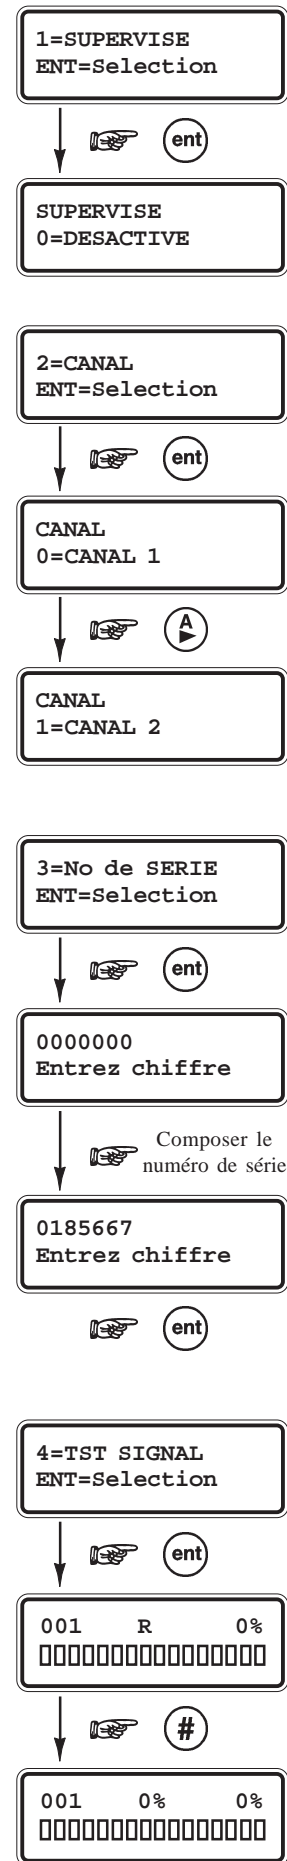 1=SUPERVISE
ENT=Selection
ent
SUPERVISE
0=DESACTIVE
2=CANAL
ENT=Selection
ent
CANAL
0=CANAL 1
A
CANAL
1=CANAL 2
3=No de SERIE
ENT=Selection
ent
0000000
Entrez chiffre
Composer le
numéro de série
0185667
Entrez chiffre
ent
4=TST SIGNAL
ENT=Selection
ent
001 R 0%
#
001 0% 0%